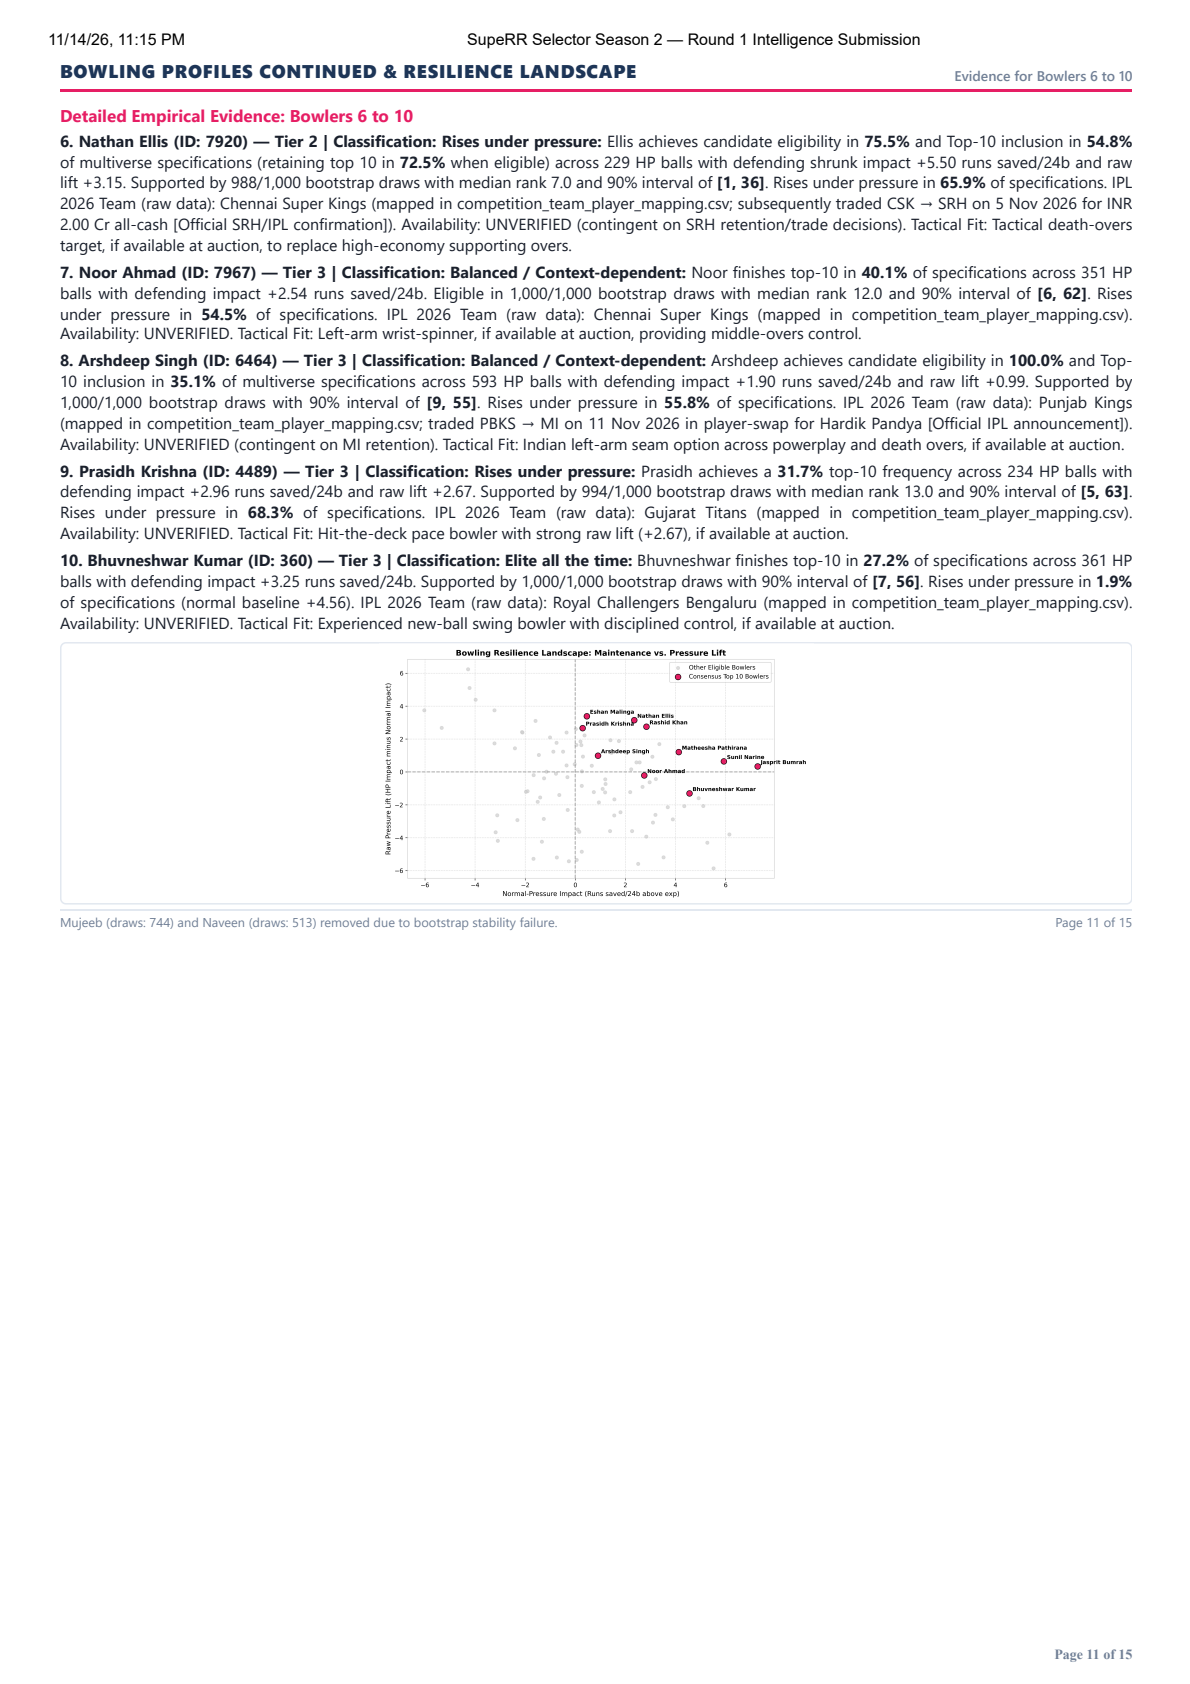 11/14/26, 11:15 PM
SupeRR Selector Season 2 — Round 1 Intelligence Submission
BOWLING PROFILES CONTINUED & RESILIENCE LANDSCAPE
Evidence for Bowlers 6 to 10
Detailed Empirical Evidence: Bowlers 6 to 10
6. Nathan Ellis (ID: 7920) — Tier 2 | Classification: Rises under pressure: Ellis achieves candidate eligibility in 75.5% and Top-10 inclusion in 54.8%
of multiverse specifications (retaining top 10 in 72.5% when eligible) across 229 HP balls with defending shrunk impact +5.50 runs saved/24b and raw
lift +3.15. Supported by 988/1,000 bootstrap draws with median rank 7.0 and 90% interval of [1, 36]. Rises under pressure in 65.9% of specifications. IPL
2026 Team (raw data): Chennai Super Kings (mapped in competition_team_player_mapping.csv; subsequently traded CSK → SRH on 5 Nov 2026 for INR
2.00 Cr all-cash [Official SRH/IPL confirmation]). Availability: UNVERIFIED (contingent on SRH retention/trade decisions). Tactical Fit: Tactical death-overs
target, if available at auction, to replace high-economy supporting overs.
7. Noor Ahmad (ID: 7967) — Tier 3 | Classification: Balanced / Context-dependent: Noor finishes top-10 in 40.1% of specifications across 351 HP
balls with defending impact +2.54 runs saved/24b. Eligible in 1,000/1,000 bootstrap draws with median rank 12.0 and 90% interval of [6, 62]. Rises
under pressure in 54.5% of specifications. IPL 2026 Team (raw data): Chennai Super Kings (mapped in competition_team_player_mapping.csv).
Availability: UNVERIFIED. Tactical Fit: Left-arm wrist-spinner, if available at auction, providing middle-overs control.
8. Arshdeep Singh (ID: 6464) — Tier 3 | Classification: Balanced / Context-dependent: Arshdeep achieves candidate eligibility in 100.0% and Top-
10 inclusion in 35.1% of multiverse specifications across 593 HP balls with defending impact +1.90 runs saved/24b and raw lift +0.99. Supported by
1,000/1,000 bootstrap draws with 90% interval of [9, 55]. Rises under pressure in 55.8% of specifications. IPL 2026 Team (raw data): Punjab Kings
(mapped in competition_team_player_mapping.csv; traded PBKS → MI on 11 Nov 2026 in player-swap for Hardik Pandya [Official IPL announcement]).
Availability: UNVERIFIED (contingent on MI retention). Tactical Fit: Indian left-arm seam option across powerplay and death overs, if available at auction.
9. Prasidh Krishna (ID: 4489) — Tier 3 | Classification: Rises under pressure: Prasidh achieves a 31.7% top-10 frequency across 234 HP balls with
defending impact +2.96 runs saved/24b and raw lift +2.67. Supported by 994/1,000 bootstrap draws with median rank 13.0 and 90% interval of [5, 63].
Rises under pressure in 68.3% of specifications. IPL 2026 Team (raw data): Gujarat Titans (mapped in competition_team_player_mapping.csv).
Availability: UNVERIFIED. Tactical Fit: Hit-the-deck pace bowler with strong raw lift (+2.67), if available at auction.
10. Bhuvneshwar Kumar (ID: 360) — Tier 3 | Classification: Elite all the time: Bhuvneshwar finishes top-10 in 27.2% of specifications across 361 HP
balls with defending impact +3.25 runs saved/24b. Supported by 1,000/1,000 bootstrap draws with 90% interval of [7, 56]. Rises under pressure in 1.9%
of specifications (normal baseline +4.56). IPL 2026 Team (raw data): Royal Challengers Bengaluru (mapped in competition_team_player_mapping.csv).
Availability: UNVERIFIED. Tactical Fit: Experienced new-ball swing bowler with disciplined control, if available at auction.
Bowling Resilience Landscape: Maintenance vs. Pressure Lift
Other Eligible Bowlers
Consensus Top 10 Bowlers
Raw Pressure Lift (HP Impact minus Normal Impact)
6
4
2
0
−2
−4
−6
Eshan Malinga
Nathan Ellis
Prasidh Krishna
Rashid Khan
Arshdeep Singh
Matheesha Pathirana
Sunil Narine
Jasprit Bumrah
Noor Ahmad
Bhuvneshwar Kumar
−6
−4
−2
0
2
4
6
Normal-Pressure Impact (Runs saved/24b above exp)
Mujeeb (draws: 744) and Naveen (draws: 513) removed due to bootstrap stability failure.
Page 11 of 15
Page 11 of 15